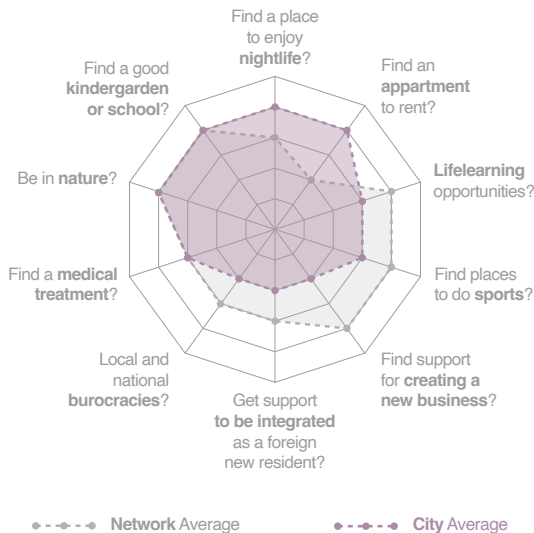 Find a place
to enjoy
nightlife?
Find an
appartment
to rent?
Lifelearning
opportunities?
Find places
to do sports?
Find support
for creating a
new business?
Get support
to be integrated
as a foreign
new resident?
Local and
national
burocracies?
Find a medical
treatment?
Be in nature?
Find a good
kindergarden
or school?
Network Average
City Average